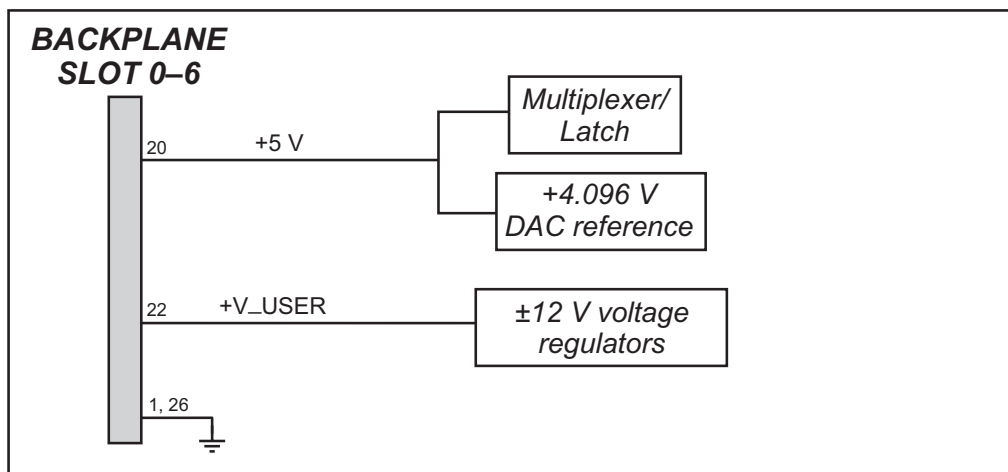 BACKPLANE
SLOT 0–6
20
+5 V
Multiplexer/
Latch
+4.096 V
DAC reference
22
+V_USER
±12 V voltage
regulators
1, 26